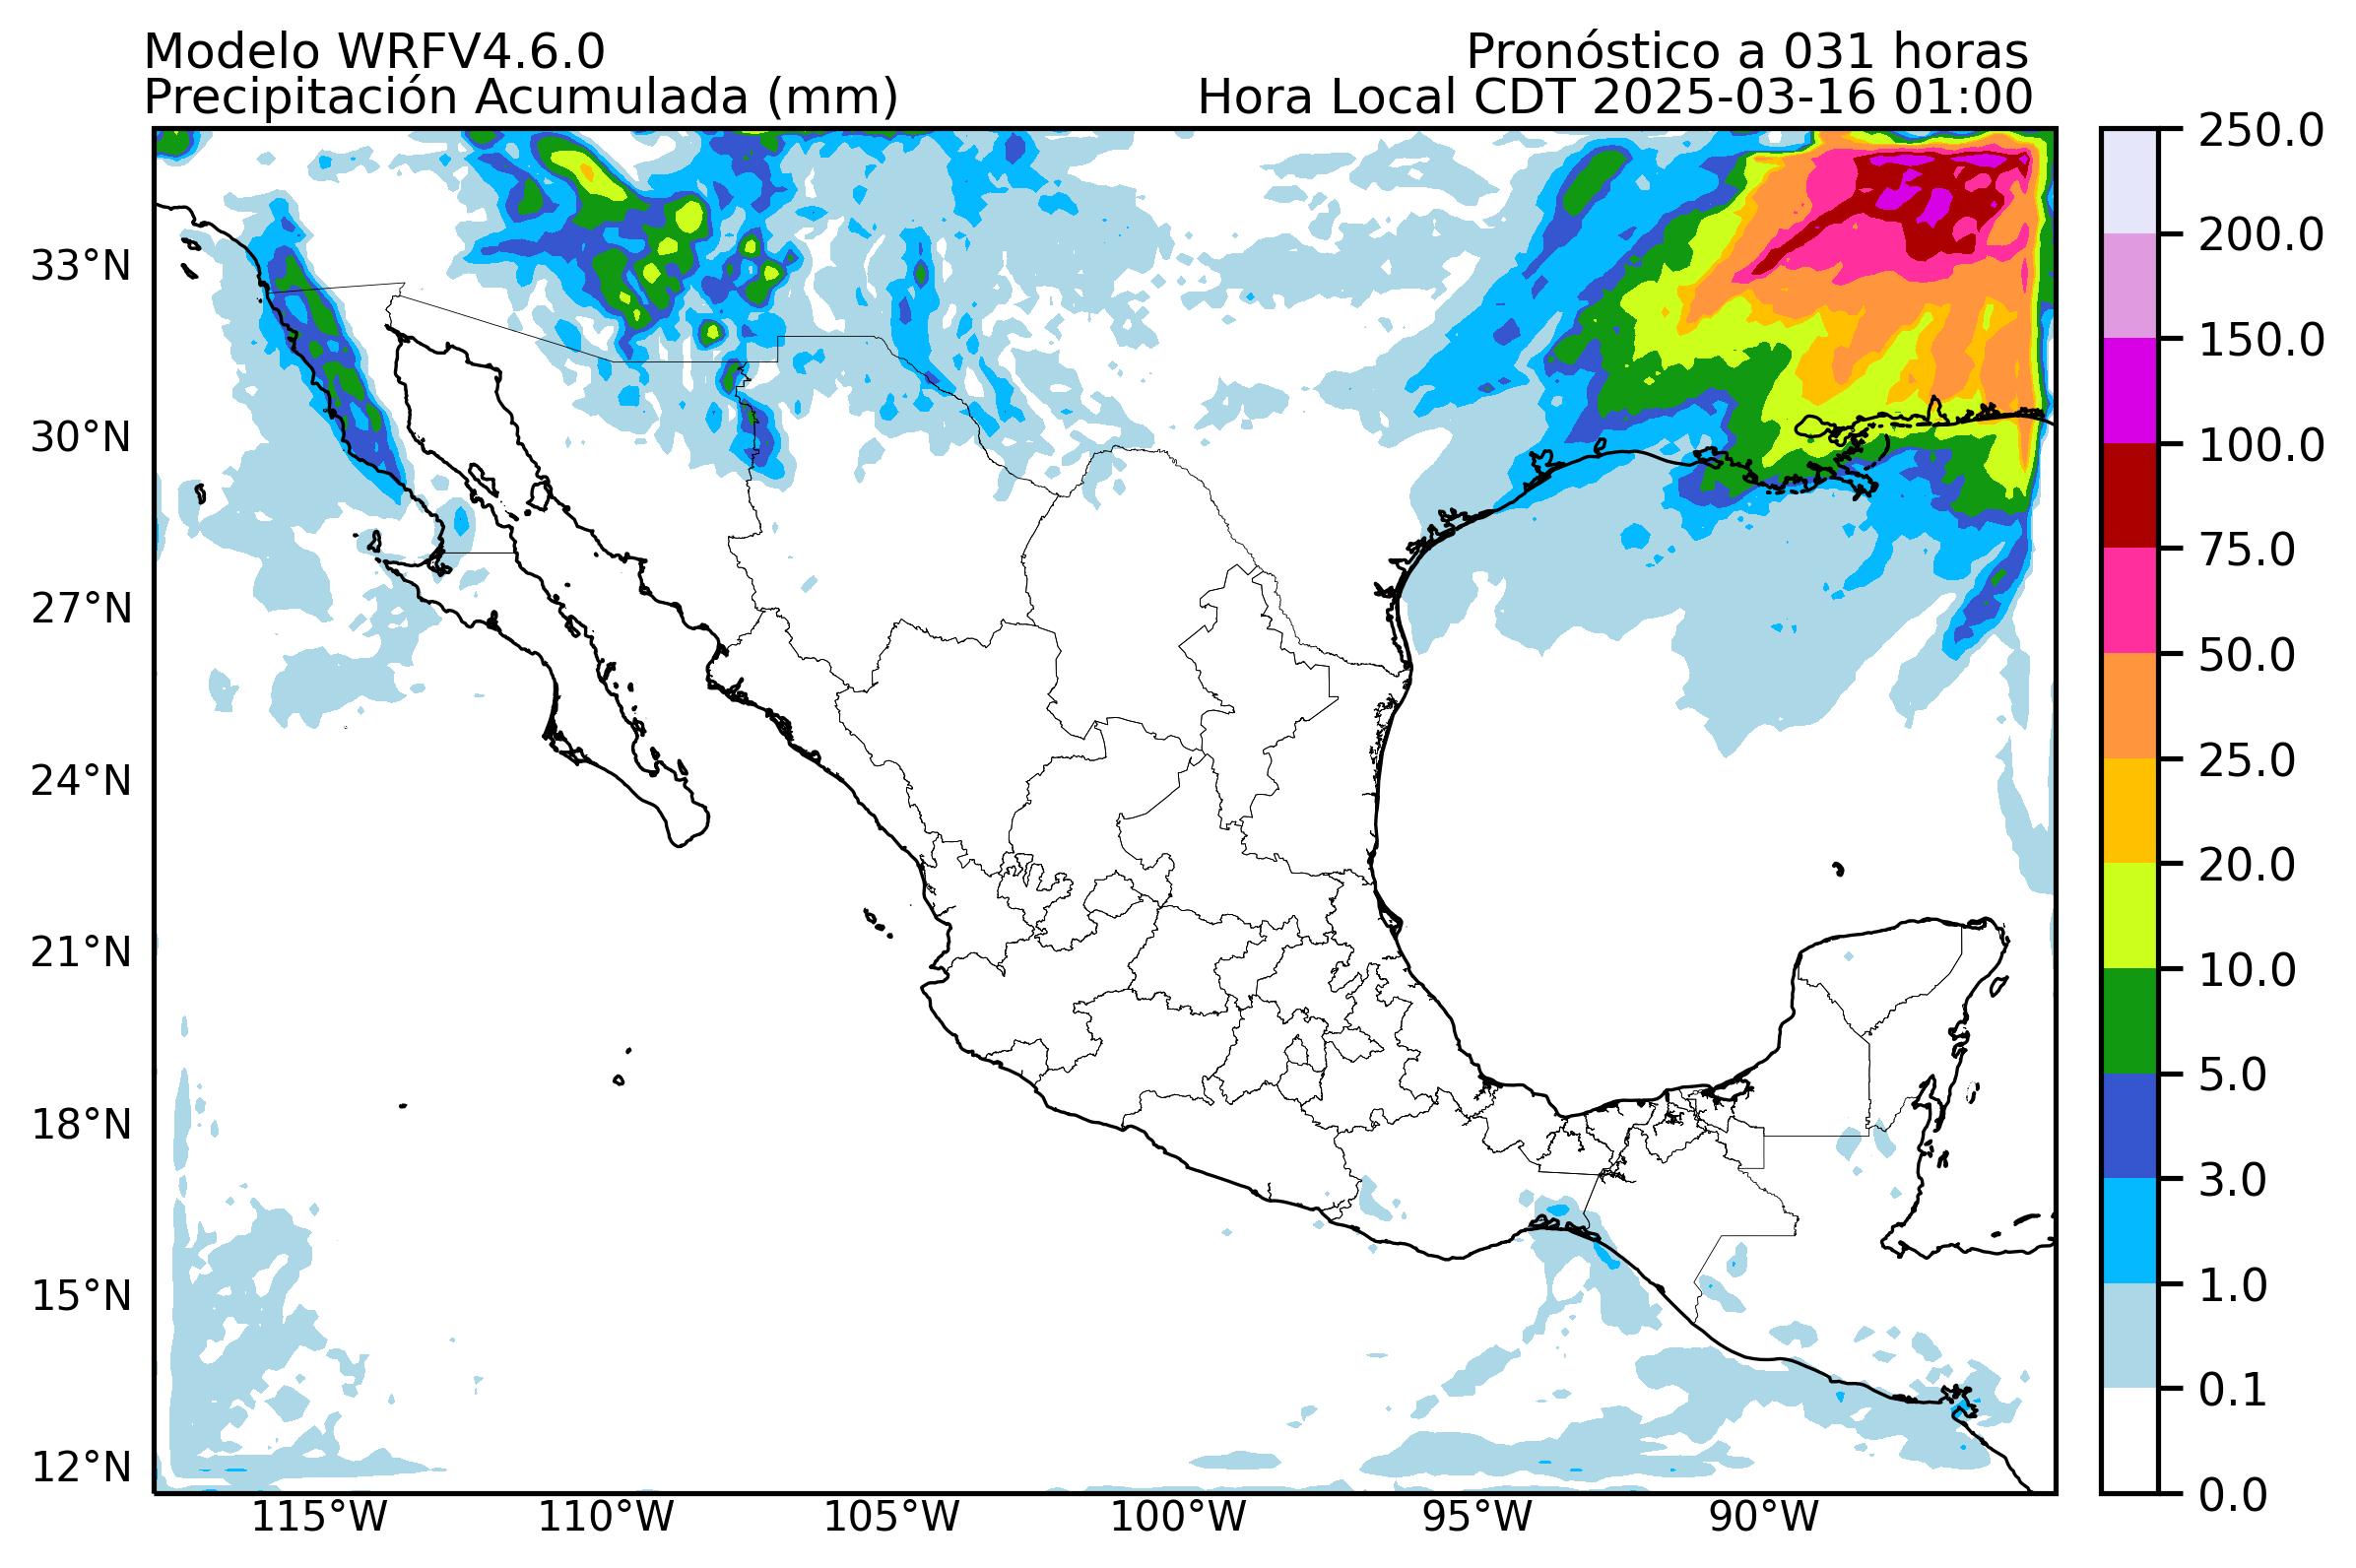 Modelo WRFV4.6.0
Pronóstico a 031 horas
Precipitación Acumulada (mm)
Hora Local CDT 2025-03-16 01:00
33°N
30°N
27°N
24°N
21°N
18°N
15°N
12°N
115°W
110°W
105°W
100°W
95°W
90°W
250.0
200.0
150.0
100.0
75.0
50.0
25.0
20.0
10.0
5.0
3.0
1.0
0.1
0.0